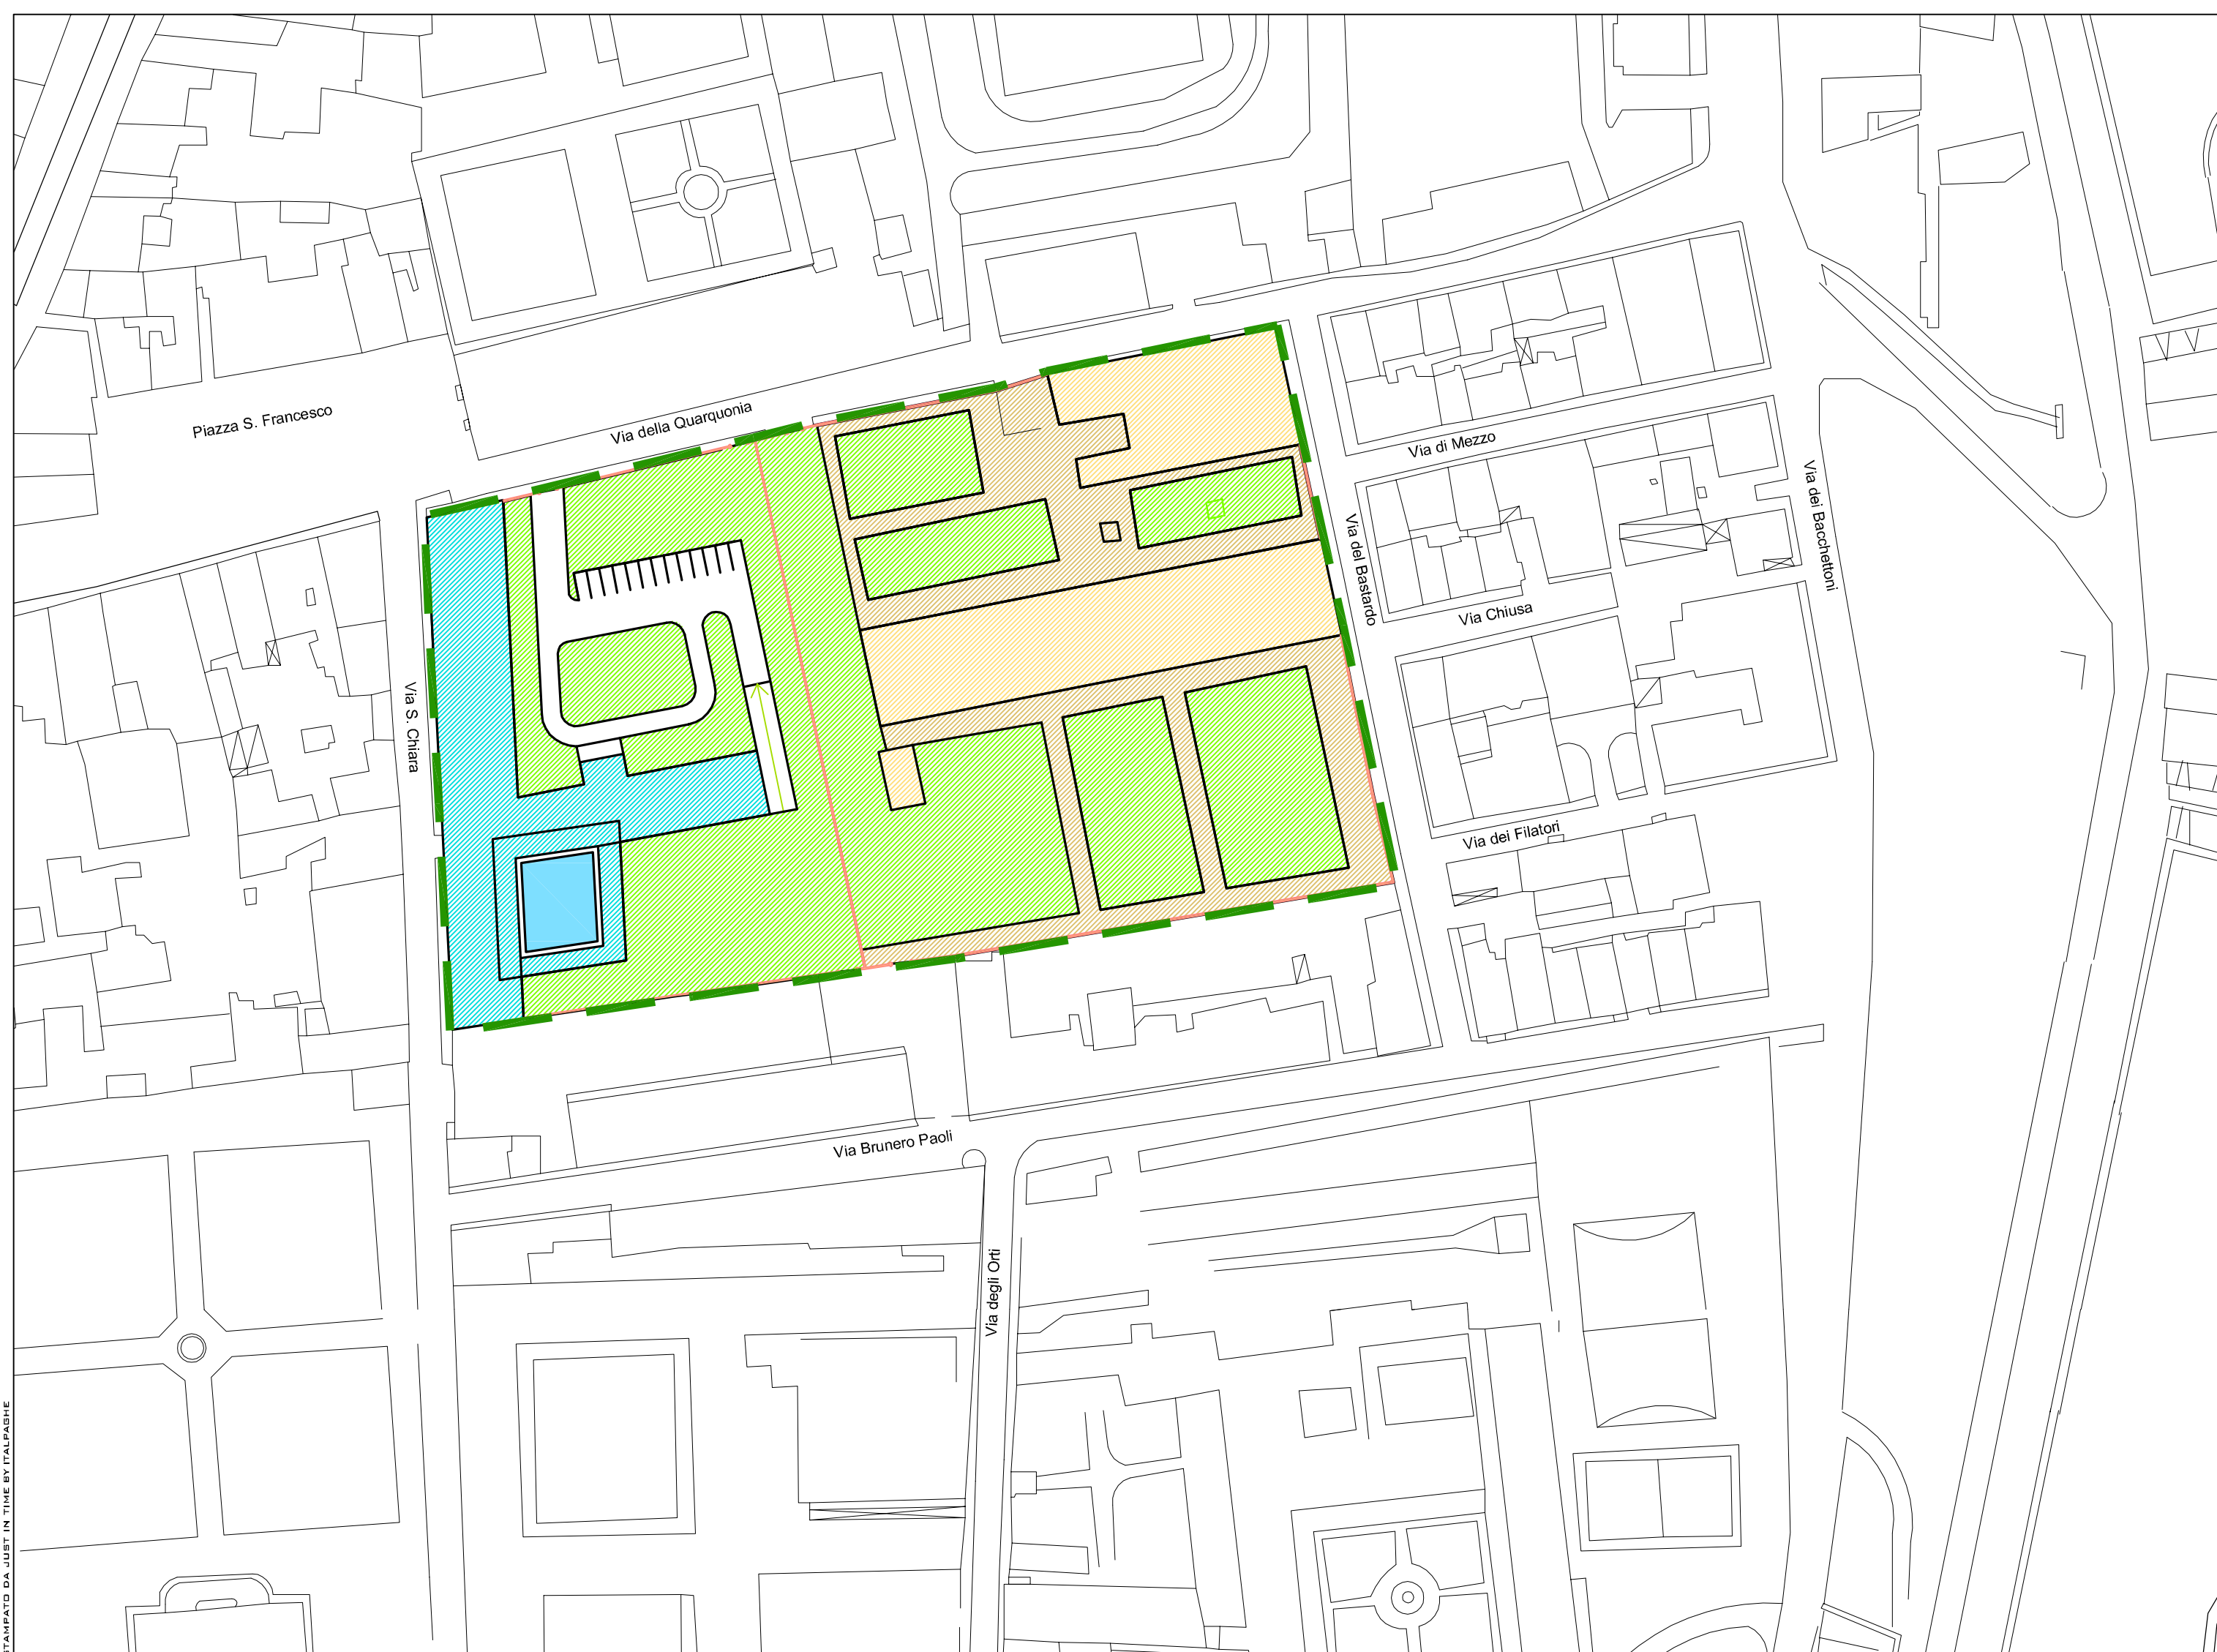 Piazza S. Francesco
Via della Quarquonia
Via di Mezzo
Via dei Bacchettoni
Via del Bastardo
Via Chiusa
Via S. Chiara
Via dei Filatori
Via Brunero Paoli
Via degli Orti
STAMPATO DA JUST IN TIME BY ITALPAGHE